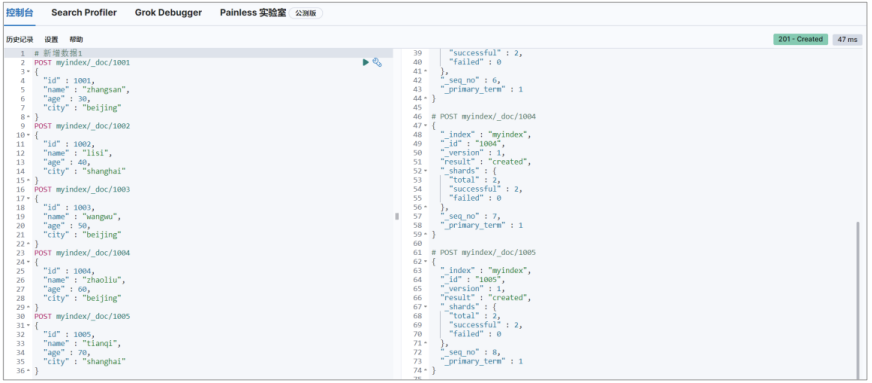 控制台 Search Profiler Grok Debugger Painless 实验室 公测版
历史记录 设置 帮助
201 - Created 47 ms
1 # 新增数据1
2 POST myindex/_doc/1001
3 {
4 "id" : 1001,
5 "name" : "zhangsan",
6 "age" : 30,
7 "city" : "beijing"
8 }
9 POST myindex/_doc/1002
10 {
11 "id" : 1002,
12 "name" : "lisi",
13 "age" : 40,
14 "city" : "shanghai"
15 }
16 POST myindex/_doc/1003
17 {
18 "id" : 1003,
19 "name" : "wangwu",
20 "age" : 50,
21 "city" : "beijing"
22 }
23 POST myindex/_doc/1004
24 {
25 "id" : 1004,
26 "name" : "zhaoliu",
27 "age" : 60,
28 "city" : "beijing"
29 }
30 POST myindex/_doc/1005
31 {
32 "id" : 1005,
33 "name" : "tianqi",
34 "age" : 70,
35 "city" : "shanghai"
36 }
39 "successful" : 2,
40 "failed" : 0
41 },
42 "_seq_no" : 6,
43 "_primary_term" : 1
44 }
45
46 # POST myindex/_doc/1004
47 {
48 "_index" : "myindex",
49 "_id" : "1004",
50 "_version" : 1,
51 "result" : "created",
52 "_shards" : {
53 "total" : 2,
54 "successful" : 2,
55 "failed" : 0
56 },
57 "_seq_no" : 7,
58 "_primary_term" : 1
59 }
60
61 # POST myindex/_doc/1005
62 {
63 "_index" : "myindex",
64 "_id" : "1005",
65 "_version" : 1,
66 "result" : "created",
67 "_shards" : {
68 "total" : 2,
69 "successful" : 2,
70 "failed" : 0
71 },
72 "_seq_no" : 8,
73 "_primary_term" : 1
74 }